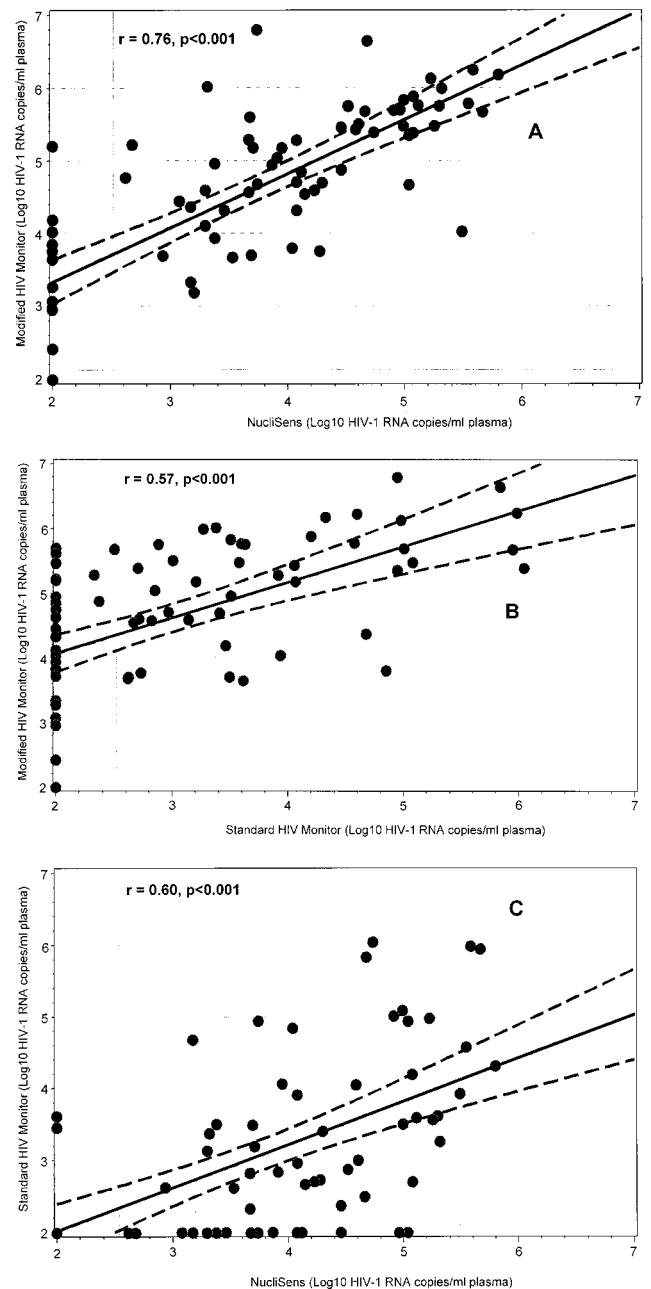 r = 0.76, p<0.001
A
Modified HIV Monitor (Log10 HIV-1 RNA copies/ml plasma)
7
6
5
4
3
2
2 3 4 5 6 7
NucliSens (Log10 HIV-1 RNA copies/ml plasma)
r = 0.57, p<0.001
B
Modified HIV Monitor (Log10 HIV-1 RNA copies/ml plasma)
7
6
5
4
3
2
2 3 4 5 6 7
Standard HIV Monitor (Log10 HIV-1 RNA copies/ml plasma)
r = 0.60, p<0.001
C
Standard HIV Monitor (Log10 HIV-1 RNA copies/ml plasma)
7
6
5
4
3
2
2 3 4 5 6 7
NucliSens (Log10 HIV-1 RNA copies/ml plasma)